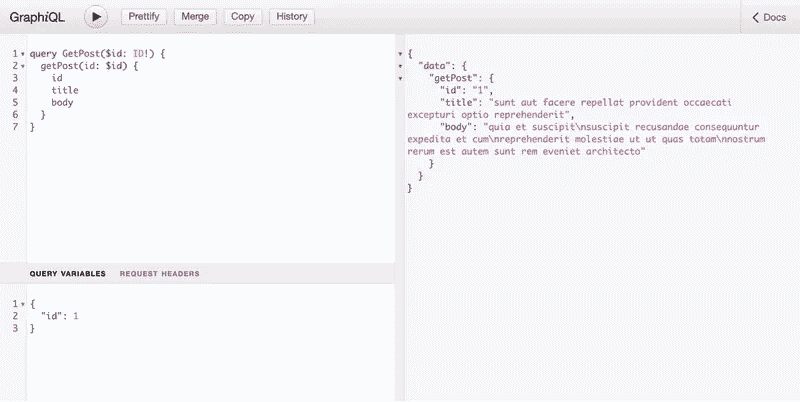 GraphiQL Prettify Merge Copy History Docs
1 query GetPost($id: ID!) {
2 getPost(id: $id) {
3 id
4 title
5 body
6 }
7 }
QUERY VARIABLES REQUEST HEADERS
1 {
2 "id": 1
3 }
{
"data": {
"getPost": {
"id": "1",
"title": "sunt aut facere repellat provident occaecati
excepturi optio reprehenderit",
"body": "quia et suscipit\nsuscipit recusandae consequuntur
expedita et cum\nreprehenderit molestiae ut ut quas totam\nnostrum
rerum est autem sunt rem eveniet architecto"
}
}
}